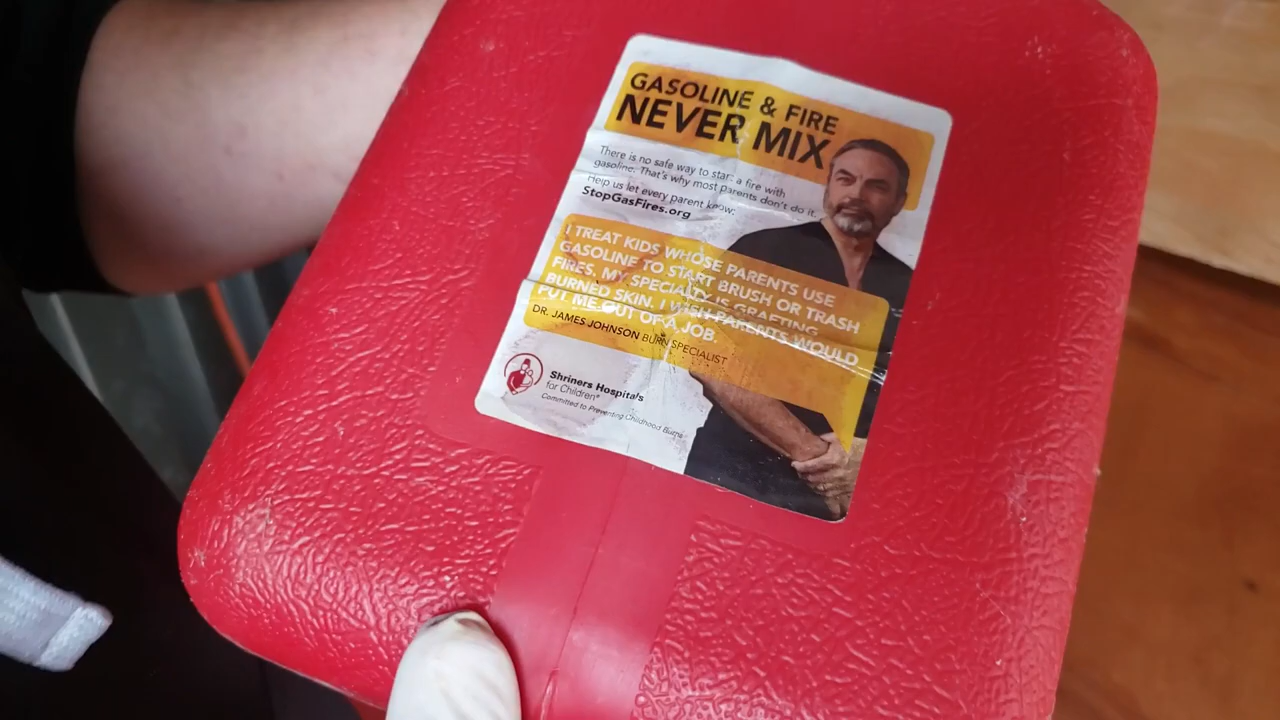 GASOLINE & FIRE
NEVER MIX
There is no safe way to start a fire with
gasoline. That's why most parents don't do it.
Help us let every parent know:
StopGasFires.org
I TREAT KIDS WHOSE PARENTS USE
GASOLINE TO START BRUSH OR TRASH
FIRES. MY SPECIALTY IS GRAFTING
BURNED SKIN. I WISH PARENTS WOULD
PUT ME OUT OF A JOB.
DR. JAMES JOHNSON BURN SPECIALIST
Shriners Hospitals
for Children®
Committed to Preventing Childhood Burns